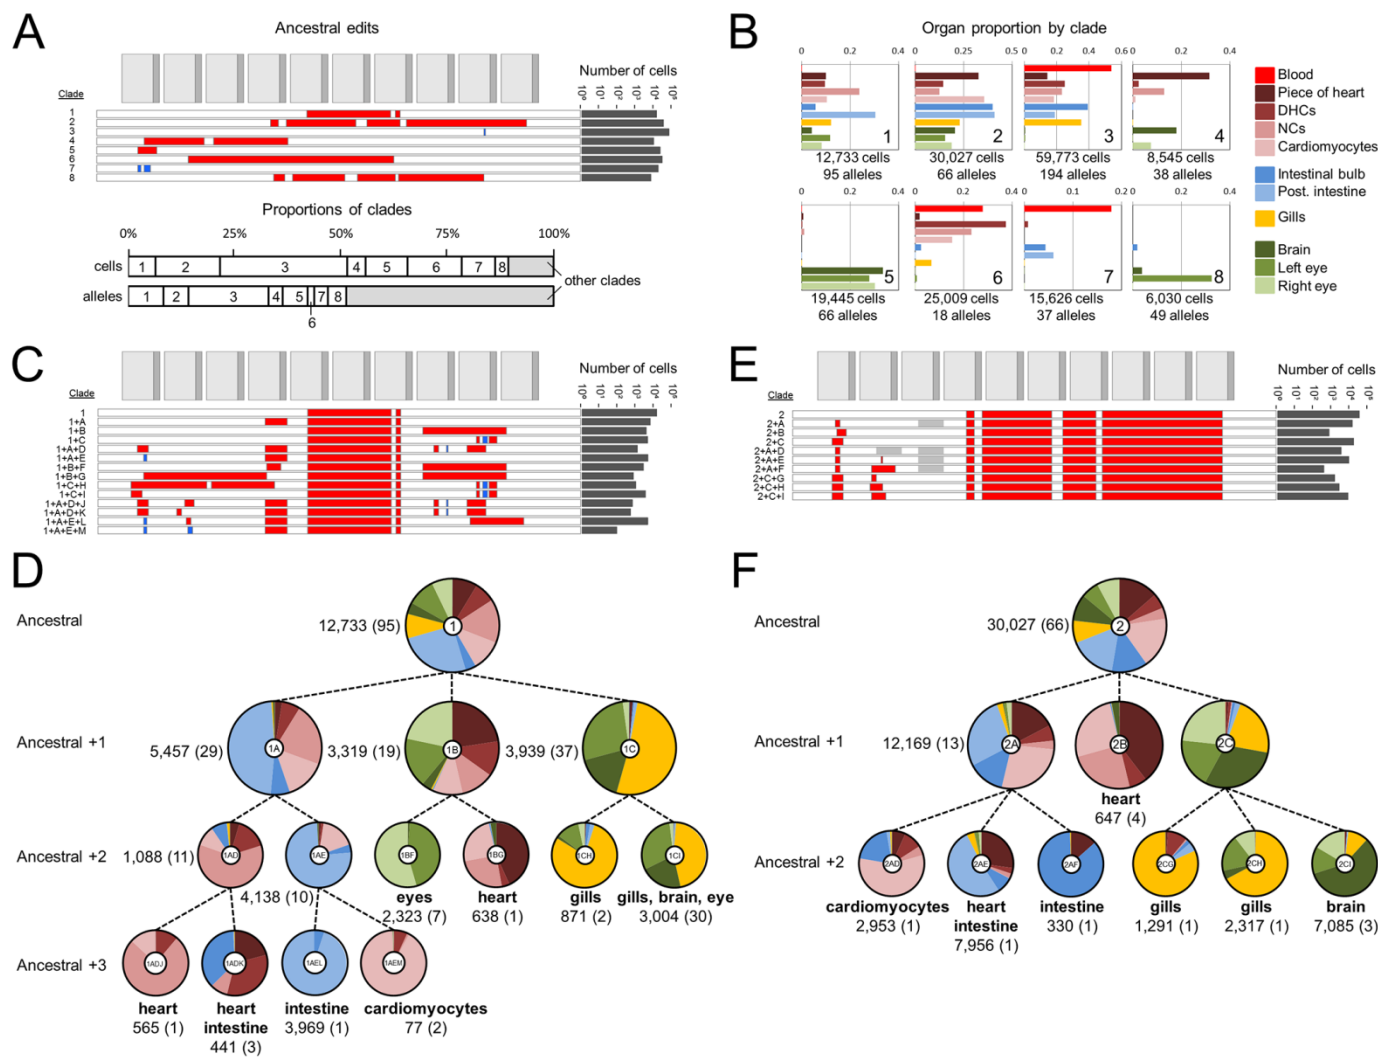 A
Ancestral edits
Number of cells
10¹ 10² 10³ 10⁴ 10⁵
Clade
1
2
3
4
5
6
7
8
Proportions of clades
0% 25% 50% 75% 100%
cells 1 2 3 4 5 6 7 8
other clades
alleles 1 2 3 4 5 7 8
6
B
Organ proportion by clade
0 0.2 0.4 0 0.25 0.5 0 0.2 0.4 0.6 0 0.2 0.4
1 2 3 4
12,733 cells 30,027 cells 59,773 cells 8,545 cells
95 alleles 66 alleles 194 alleles 38 alleles
0 0.2 0.4 0 0.2 0.4 0 0.1 0.2 0 0.2 0.4
5 6 7 8
19,445 cells 25,009 cells 15,626 cells 6,030 cells
66 alleles 18 alleles 37 alleles 49 alleles
Blood
Piece of heart
DHCs
NCs
Cardiomyocytes
Intestinal bulb
Post. intestine
Gills
Brain
Left eye
Right eye
C
Number of cells
Clade
1
1+A
1+B
1+C
1+A+D
1+A+E
1+B+F
1+B+G
1+C+H
1+C+I
1+A+D+J
1+A+D+K
1+A+E+L
1+A+E+M
E
Number of cells
Clade
2
2+A
2+B
2+C
2+A+D
2+A+E
2+A+F
2+C+G
2+C+H
2+C+I
D
Ancestral
12,733 (95) 1
Ancestral +1
5,457 (29) 1A 3,319 (19) 1B 3,939 (37) 1C
Ancestral +2
1,088 (11) 1AD 1AE 1BF 1BG 1CH 1CI
4,138 (10)
eyes heart gills gills, brain, eye
2,323 (7) 638 (1) 871 (2) 3,004 (30)
Ancestral +3
1ADJ 1ADK 1AEL 1AEM
heart heart intestine cardiomyocytes
565 (1) intestine 3,969 (1) 77 (2)
441 (3)
F
Ancestral
30,027 (66) 2
Ancestral +1
12,169 (13) 2A 2B 2C
heart
647 (4)
Ancestral +2
2AD 2AE 2AF 2CG 2CH 2CI
cardiomyocytes heart intestine gills gills brain
2,953 (1) intestine 330 (1) 1,291 (1) 2,317 (1) 7,085 (3)
7,956 (1)